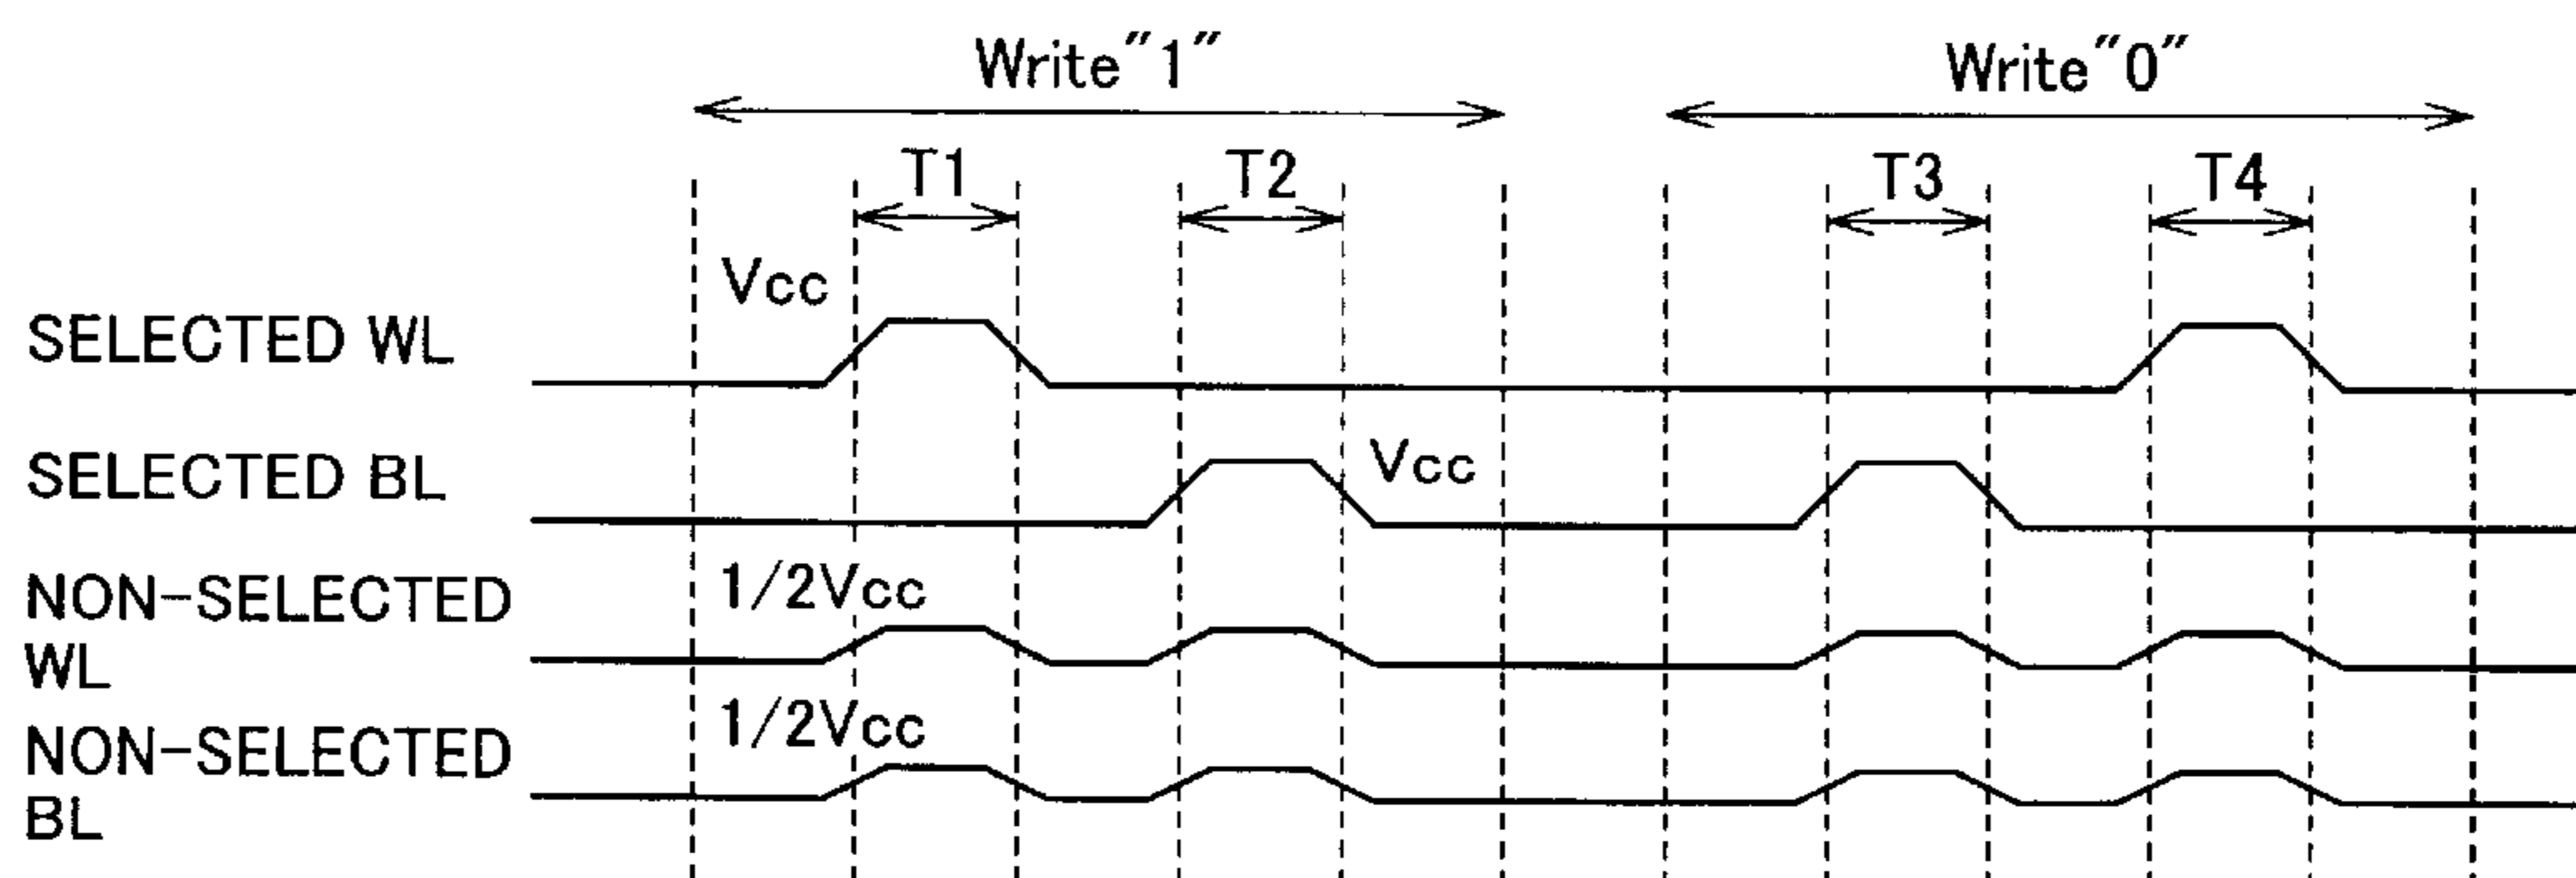 Write"1" Write"0"
T1 T2 T3 T4
Vcc
SELECTED WL
SELECTED BL Vcc
NON-SELECTED WL 1/2Vcc
NON-SELECTED BL 1/2Vcc